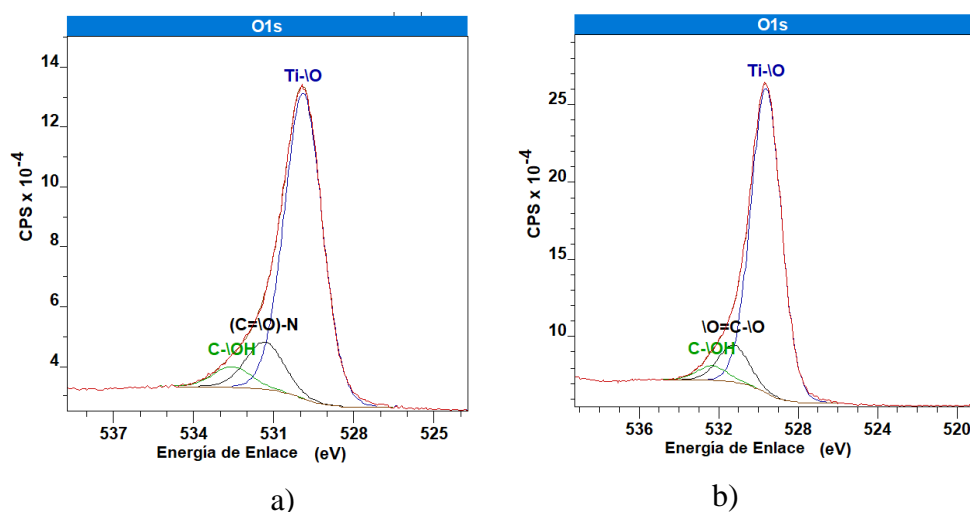 O1s
14
12
10
8
6
4
CPS x 10⁻⁴
Ti-\O
(C=\O)-N
C-\OH
537
531
528
525
Energía de Enlace (eV)
a)
O1s
25
20
15
10
CPS x 10⁻⁴
Ti-\O
\O=C-\O
C-\OH
536
532
528
524
520
Energía de Enlace (eV)
b)